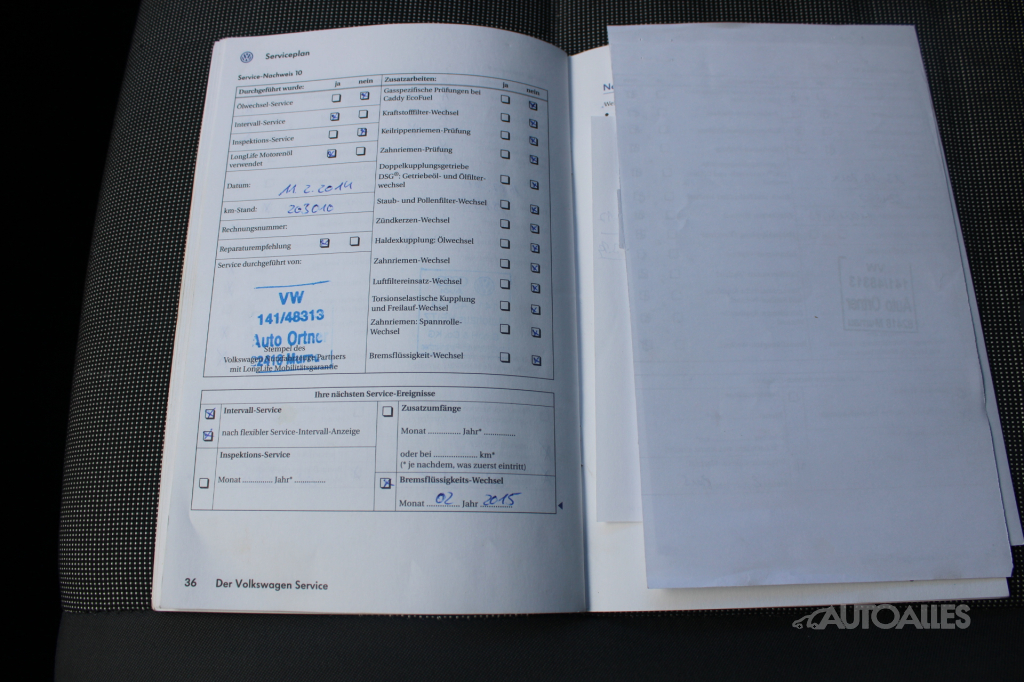 Serviceplan
Service-Nachweis 10
Durchgeführt wurde: ja nein
Ölwechsel-Service
Intervall-Service
Inspektions-Service
LongLife Motorenöl
verwendet
Datum: 11 2. 2014
km-Stand: 203010
Rechnungsnummer:
Reparaturempfehlung
Service durchgeführt von:
VW
141/48313
Auto Ortne
Stempel des
Volkswagen Partners
mit LongLife Mobilitätsgarantie
Zusatzarbeiten: ja nein
Gasspezifische Prüfungen bei
Caddy EcoFuel
Kraftstofffilter-Wechsel
Keilrippenriemen-Prüfung
Zahnriemen-Prüfung
Doppelkupplungsgetriebe
DSG®: Getriebeöl- und Ölfilter-
wechsel
Staub- und Pollenfilter-Wechsel
Zündkerzen-Wechsel
Haldexkupplung: Ölwechsel
Zahnriemen-Wechsel
Luftfiltereinsatz-Wechsel
Torsionselastische Kupplung
und Freilauf-Wechsel
Zahnriemen: Spannrolle-
Wechsel
Bremsflüssigkeit-Wechsel
Ihre nächsten Service-Ereignisse
Intervall-Service
nach flexibler Service-Intervall-Anzeige
Inspektions-Service
Monat .............. Jahr* ..............
Zusatzumfänge
Monat ............... Jahr* ...............
oder bei .................... km*
(* je nachdem, was zuerst eintritt)
Bremsflüssigkeits-Wechsel
Monat 02 Jahr 2015
36 Der Volkswagen Service
AUTOALLES